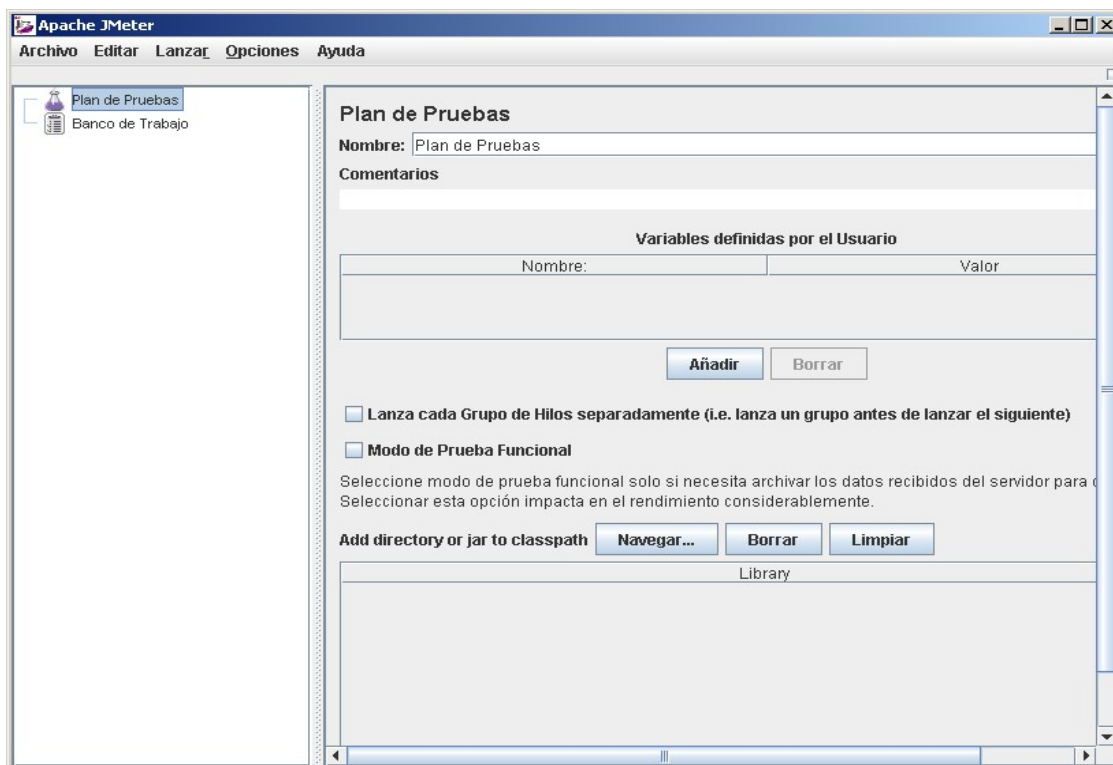 Apache JMeter
Archivo Editar Lanzar Opciones Ayuda
Plan de Pruebas
Banco de Trabajo
Plan de Pruebas
Nombre: Plan de Pruebas
Comentarios
Variables definidas por el Usuario
Nombre: Valor
Añadir Borrar
Lanza cada Grupo de Hilos separadamente (i.e. lanza un grupo antes de lanzar el siguiente)
Modo de Prueba Funcional
Seleccione modo de prueba funcional solo si necesita archivar los datos recibidos del servidor para
Seleccionar esta opción impacta en el rendimiento considerablemente.
Add directory or jar to classpath Navegar... Borrar Limpiar
Library